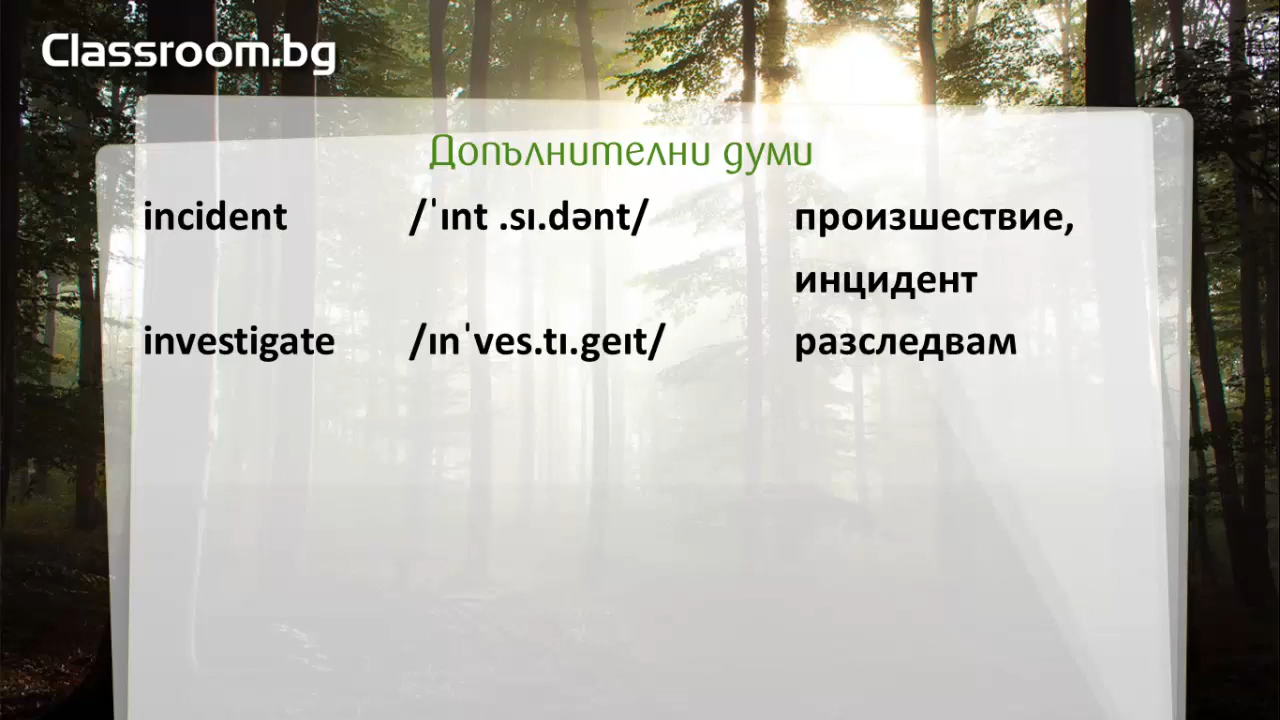 Classroom.bg
Допълнителни думи
incident /ˈɪnt .sɪ.dənt/ произшествие,
инцидент
investigate /ɪnˈves.tɪ.geɪt/ разследвам